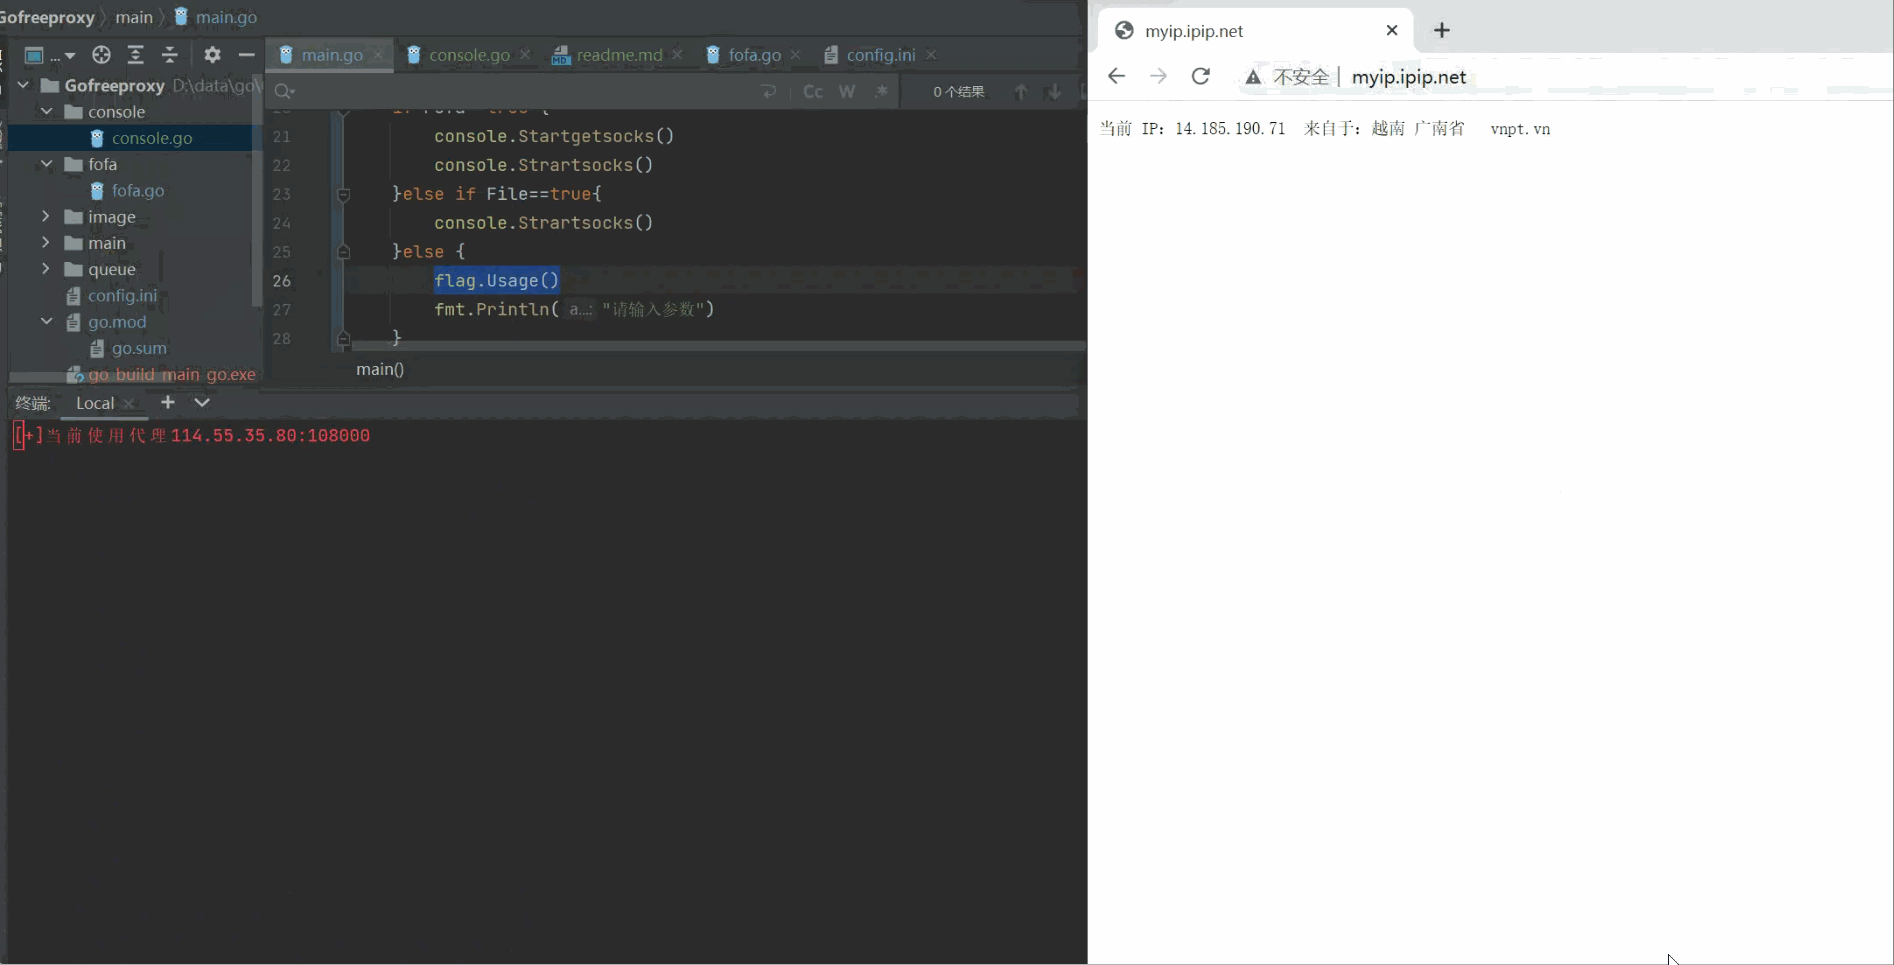 Gofreeproxy main main.go
... main.go console.go readme.md fofa.go config.ini
Gofreeproxy D:\data\go\
Cc W .* 0 个结果
console
console.go
fofa
fofa.go
image
main
queue
config.ini
go.mod
go.sum
go build main go.exe
21 console.Startgetsocks()
22 console.Strartsocks()
23 }else if File==true{
24 console.Strartsocks()
25 }else {
26 flag.Usage()
27 fmt.Println( a...: "请输入参数")
28 }
main()
终端: Local
[+]当前使用代理114.55.35.80:108000
myip.ipip.net
不安全 | myip.ipip.net
当前 IP：14.185.190.71 来自于：越南 广南省 vnpt.vn